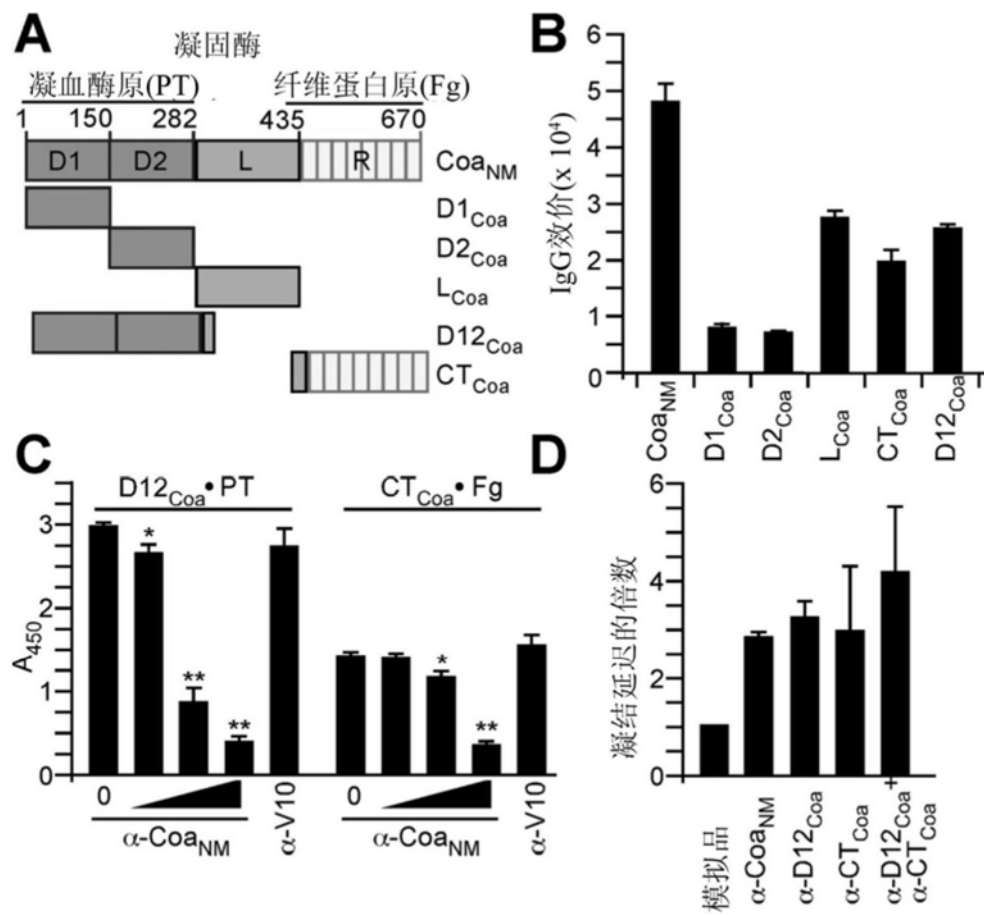 A
凝固酶
凝血酶原(PT)
纤维蛋白原(Fg)
1 150 282 435 670
D1 D2 L R CoaNM
D1Coa
D2Coa
LCoa
D12Coa
CTCoa
B
IgG效价(x 10⁴)
6
5
4
3
2
1
0
CoaNM D1Coa D2Coa LCoa CTCoa D12Coa
C
D12Coa•PT CTCoa•Fg
A450
3
2
1
0
* ** ** * **
0 α-V10 0 α-V10
α-CoaNM α-CoaNM
D
凝结延迟的倍数
6
4
2
0
模拟品
α-CoaNM
α-D12Coa
α-CTCoa
α-D12Coa
+
α-CTCoa